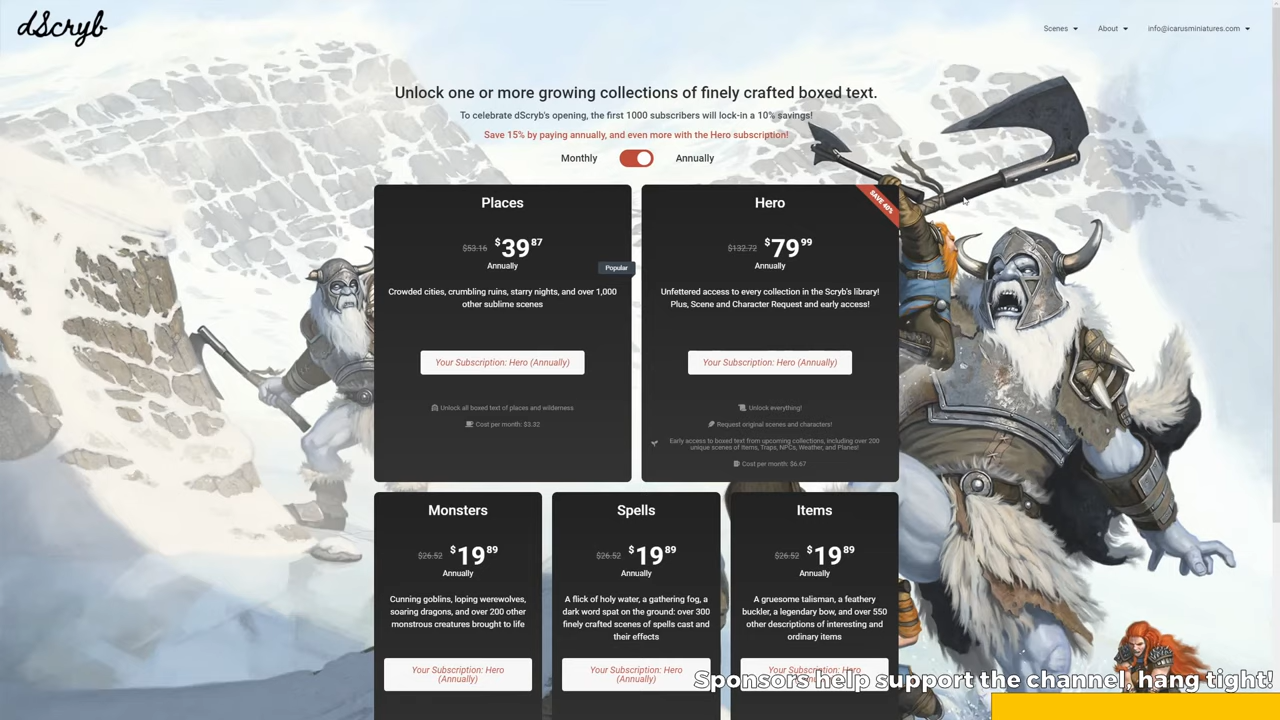 dScryb
Scenes
About
info@icarusminiatures.com
Unlock one or more growing collections of finely crafted boxed text.
To celebrate dScryb's opening, the first 1000 subscribers will lock-in a 10% savings!
Save 15% by paying annually, and even more with the Hero subscription!
Monthly
Annually
Places
$53.16 $39 87
Annually
Popular
Crowded cities, crumbling ruins, starry nights, and over 1,000
other sublime scenes
Your Subscription: Hero (Annually)
Unlock all boxed text of places and wilderness
Cost per month: $3.32
Hero
SAVE 40%
$132.72 $79 99
Annually
Unfettered access to every collection in the Scryb's library!
Plus, Scene and Character Request and early access!
Your Subscription: Hero (Annually)
Unlock everything!
Request original scenes and characters!
Early access to boxed text from upcoming collections, including over 200
unique scenes of Items, Traps, NPCs, Weather, and Planes!
Cost per month: $6.67
Monsters
$26.52 $19 89
Annually
Cunning goblins, loping werewolves,
soaring dragons, and over 200 other
monstrous creatures brought to life
Your Subscription: Hero
(Annually)
Spells
$26.52 $19 89
Annually
A flick of holy water, a gathering fog, a
dark word spat on the ground: over 300
finely crafted scenes of spells cast and
their effects
Your Subscription: Hero
(Annually)
Items
$26.52 $19 89
Annually
A gruesome talisman, a feathery
buckler, a legendary bow, and over 550
other descriptions of interesting and
ordinary items
Your Subscription: Hero
(Annually)
Sponsors help support the channel, hang tight!